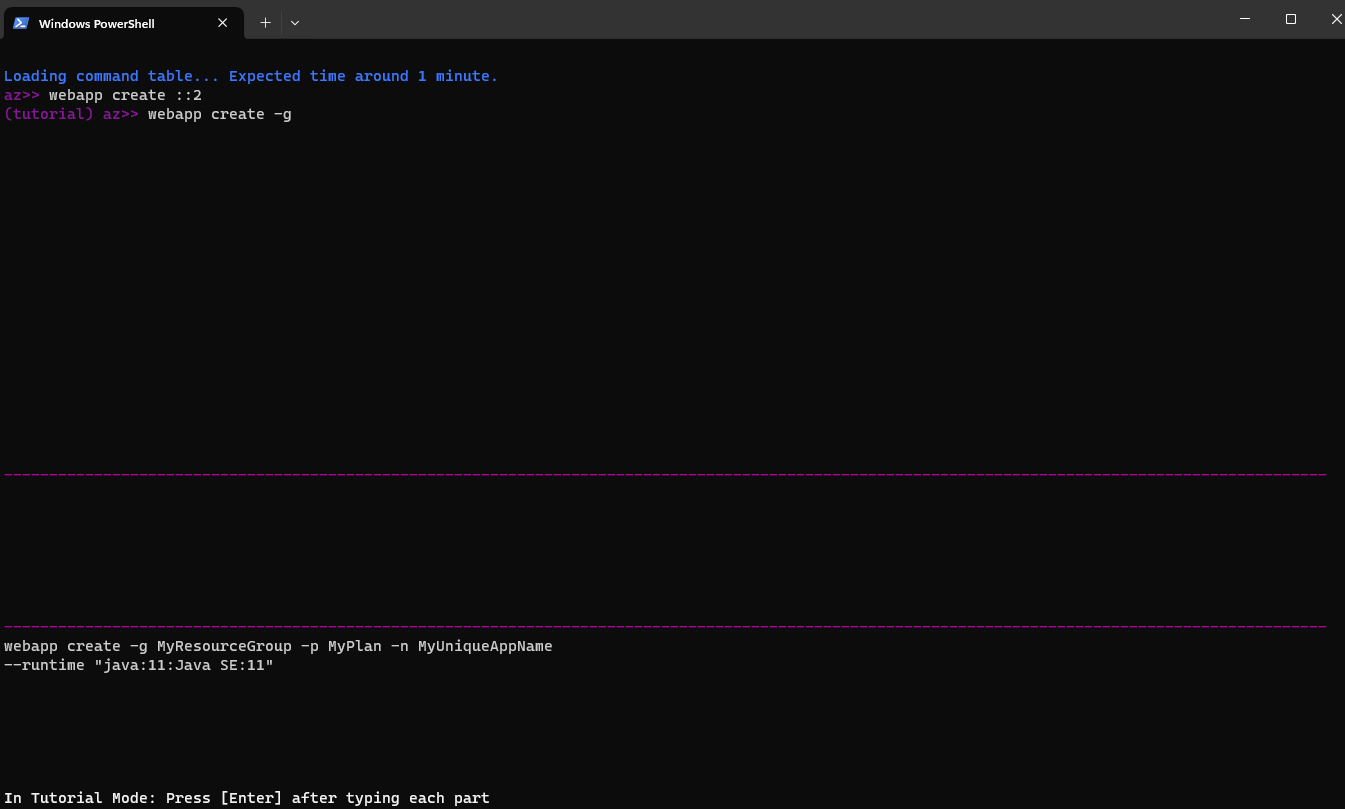 Windows PowerShell
Loading command table... Expected time around 1 minute.
az>> webapp create ::2
(tutorial) az>> webapp create -g
webapp create -g MyResourceGroup -p MyPlan -n MyUniqueAppName
--runtime "java:11:Java SE:11"
In Tutorial Mode: Press [Enter] after typing each part